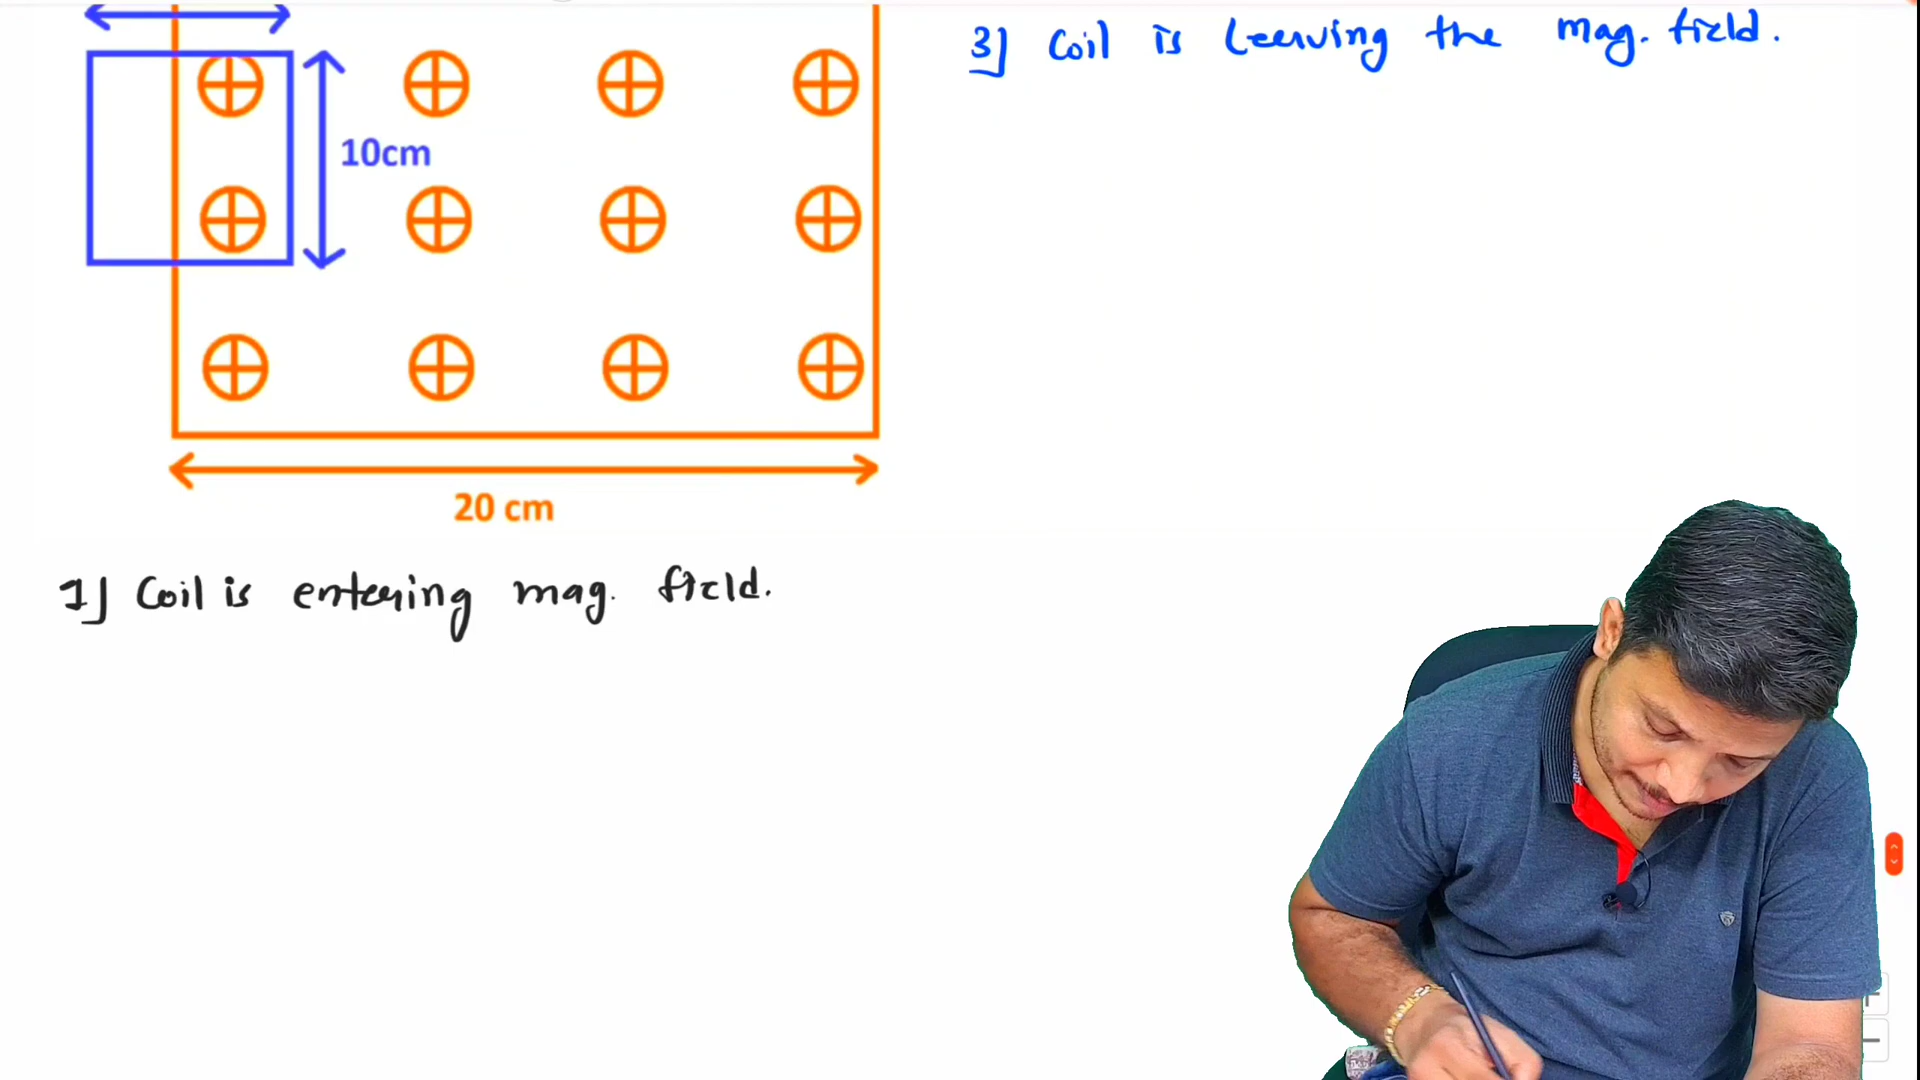 3] Coil is leaving the mag. field.
10cm
20 cm
1] Coil is entering mag. field.